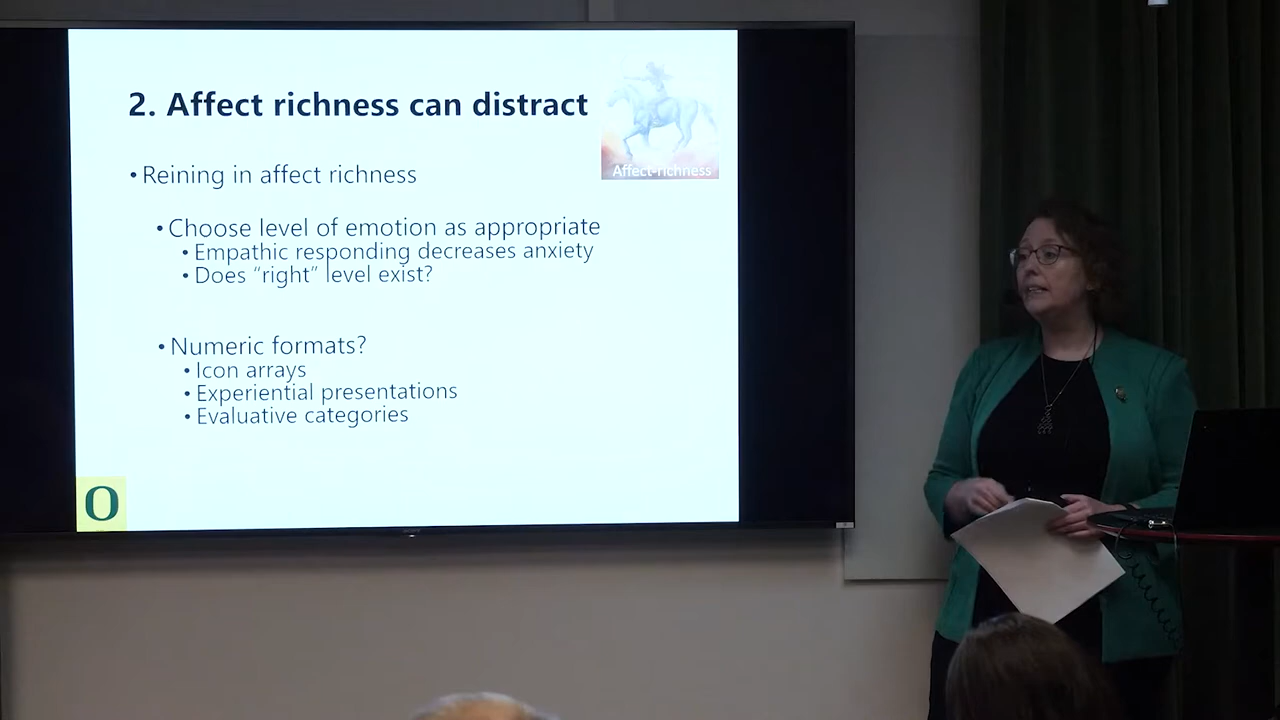 2. Affect richness can distract
Affect-richness
• Reining in affect richness
• Choose level of emotion as appropriate
• Empathic responding decreases anxiety
• Does “right” level exist?
• Numeric formats?
• Icon arrays
• Experiential presentations
• Evaluative categories
O